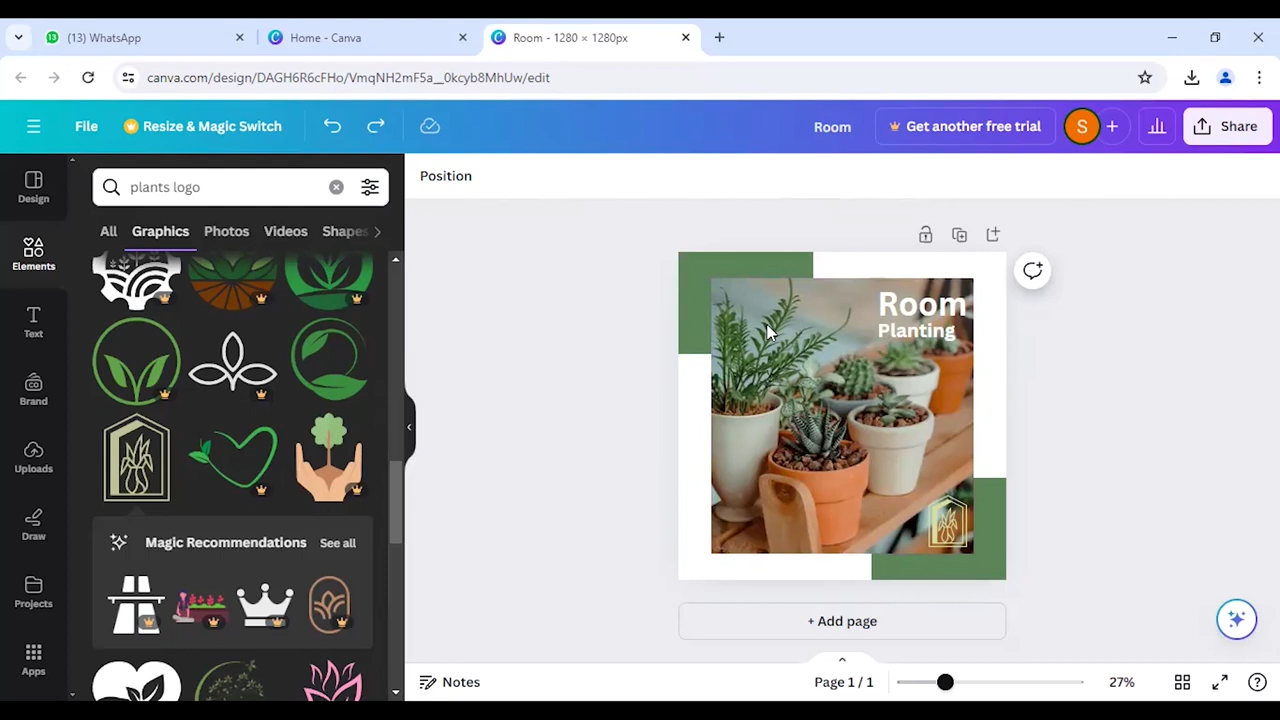 (13) WhatsApp
Home - Canva
Room - 1280 × 1280px
canva.com/design/DAGH6R6cFHo/VmqNH2mF5a__0kcyb8MhUw/edit
File
Resize & Magic Switch
Room
Get another free trial
S
Share
Design
Elements
Text
Brand
Uploads
Draw
Projects
Apps
plants logo
All
Graphics
Photos
Videos
Shapes
Magic Recommendations
See all
Position
Room
Planting
+ Add page
Notes
Page 1 / 1
27%